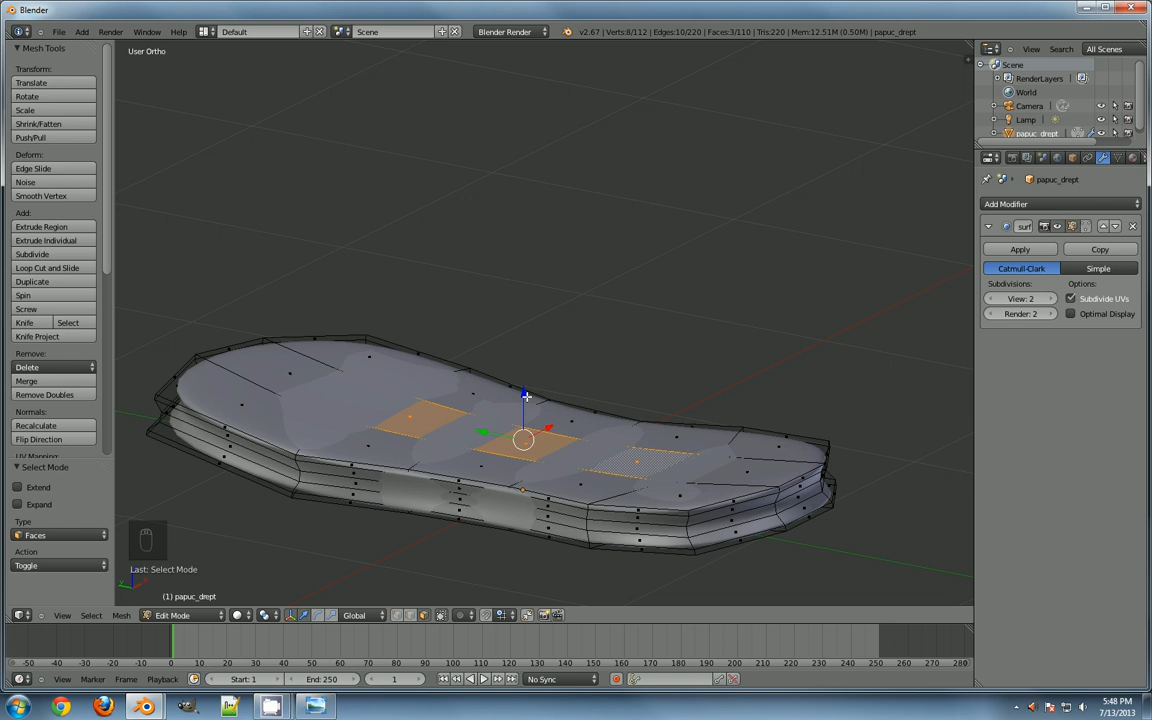 Blender
File Add Render Window Help Default Scene Blender Render v2.67 | Verts:8/112 | Edges:10/220 | Faces:3/110 | Tris:220 | Mem:12.51M (0.50M) | papuc_drept View Search All Scenes
Mesh Tools
User Ortho
Transform:
Translate
Rotate
Scale
Shrink/Fatten
Push/Pull
Deform:
Edge Slide
Noise
Smooth Vertex
Add:
Extrude Region
Extrude Individual
Subdivide
Loop Cut and Slide
Duplicate
Spin
Screw
Knife Select
Knife Project
Remove:
Delete
Merge
Remove Doubles
Normals:
Recalculate
Flip Direction
UV Mapping:
Select Mode
Extend
Expand
Type
Faces
Action
Toggle
Last: Select Mode
(1) papuc_drept
Scene
RenderLayers
World
Camera
Lamp
papuc_drept
papuc_drept
Add Modifier
surf
Apply Copy
Catmull-Clark Simple
Subdivisions: Options:
View: 2 Subdivide UVs
Render: 2 Optimal Display
View Select Mesh Edit Mode Global
-50 -40 -30 -20 -10 0 10 20 30 40 50 60 70 80 90 100 110 120 130 140 150 160 170 180 190 200 210 220 230 240 250 260 270 280
1
View Marker Frame Playback Start: 1 End: 250 1 No Sync
5:48 PM
7/13/2013